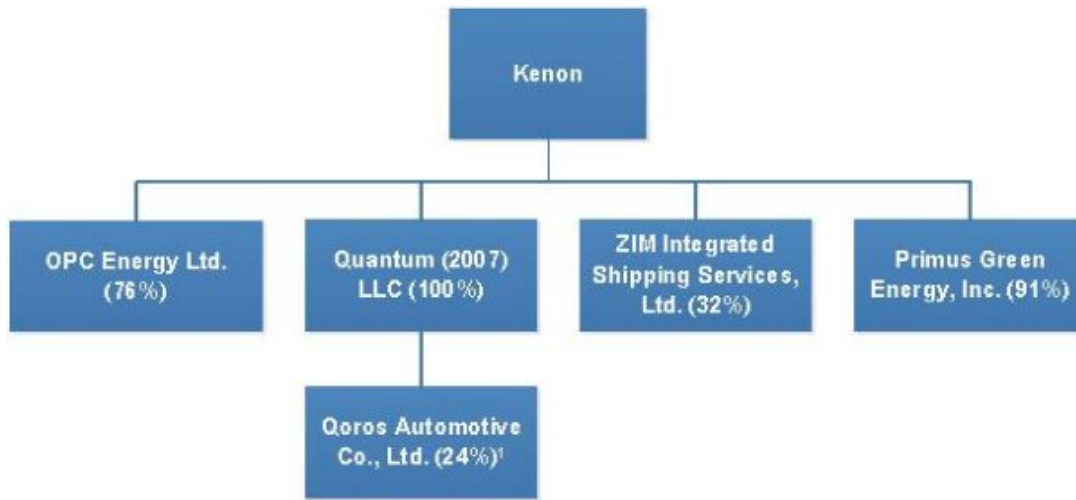 Kenon
OPC Energy Ltd.
(76%)
Quantum (2007)
LLC (100%)
ZIM Integrated
Shipping Services,
Ltd. (32%)
Primus Green
Energy, Inc. (91%)
Qoros Automotive
Co., Ltd. (24%)¹